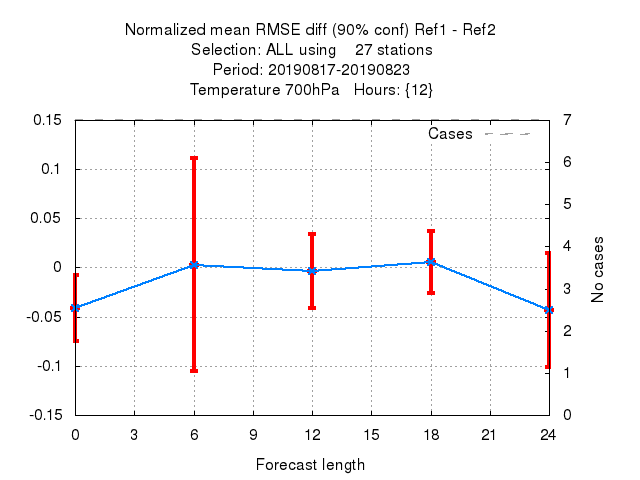 Normalized mean RMSE diff (90% conf) Ref1 - Ref2
Selection: ALL using 27 stations
Period: 20190817-20190823
Temperature 700hPa Hours: {12}
Cases
0.15
0.1
0.05
0
-0.05
-0.1
-0.15
7
6
5
4
3
2
1
0
No cases
0 3 6 9 12 15 18 21 24
Forecast length